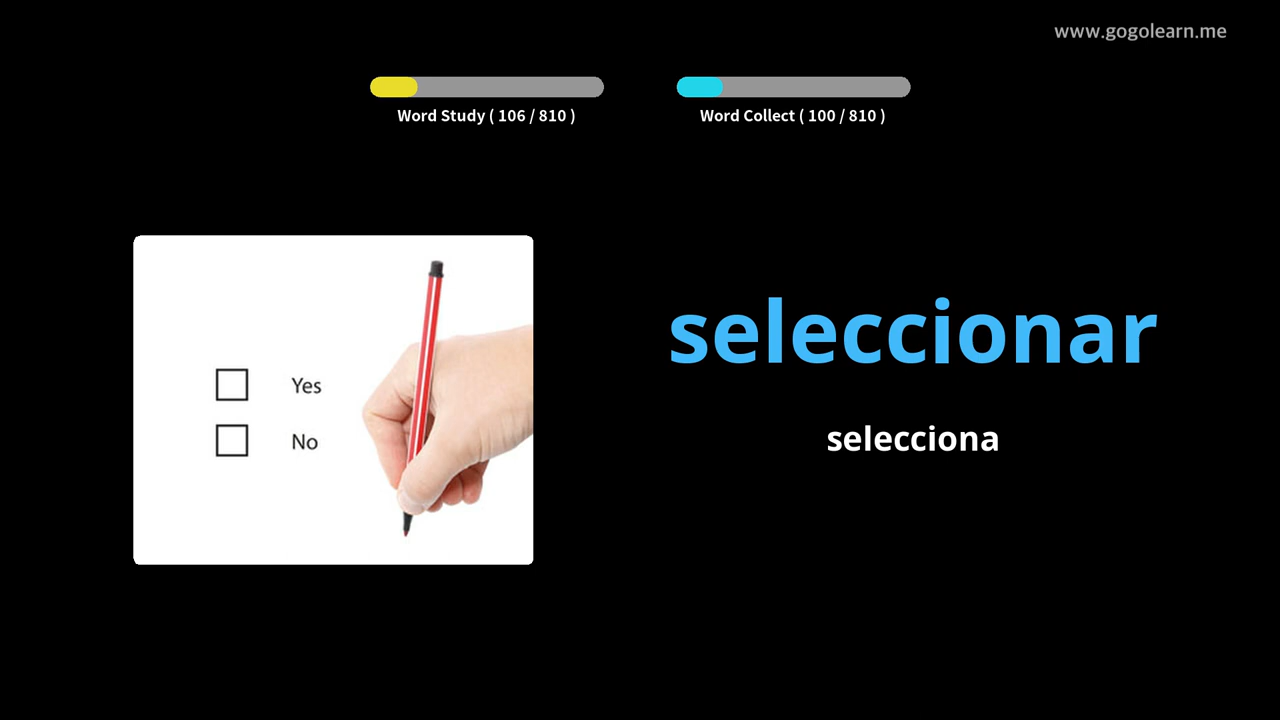 www.gogolearn.me
Word Study ( 106 / 810 )
Word Collect ( 100 / 810 )
Yes
No
seleccionar
selecciona